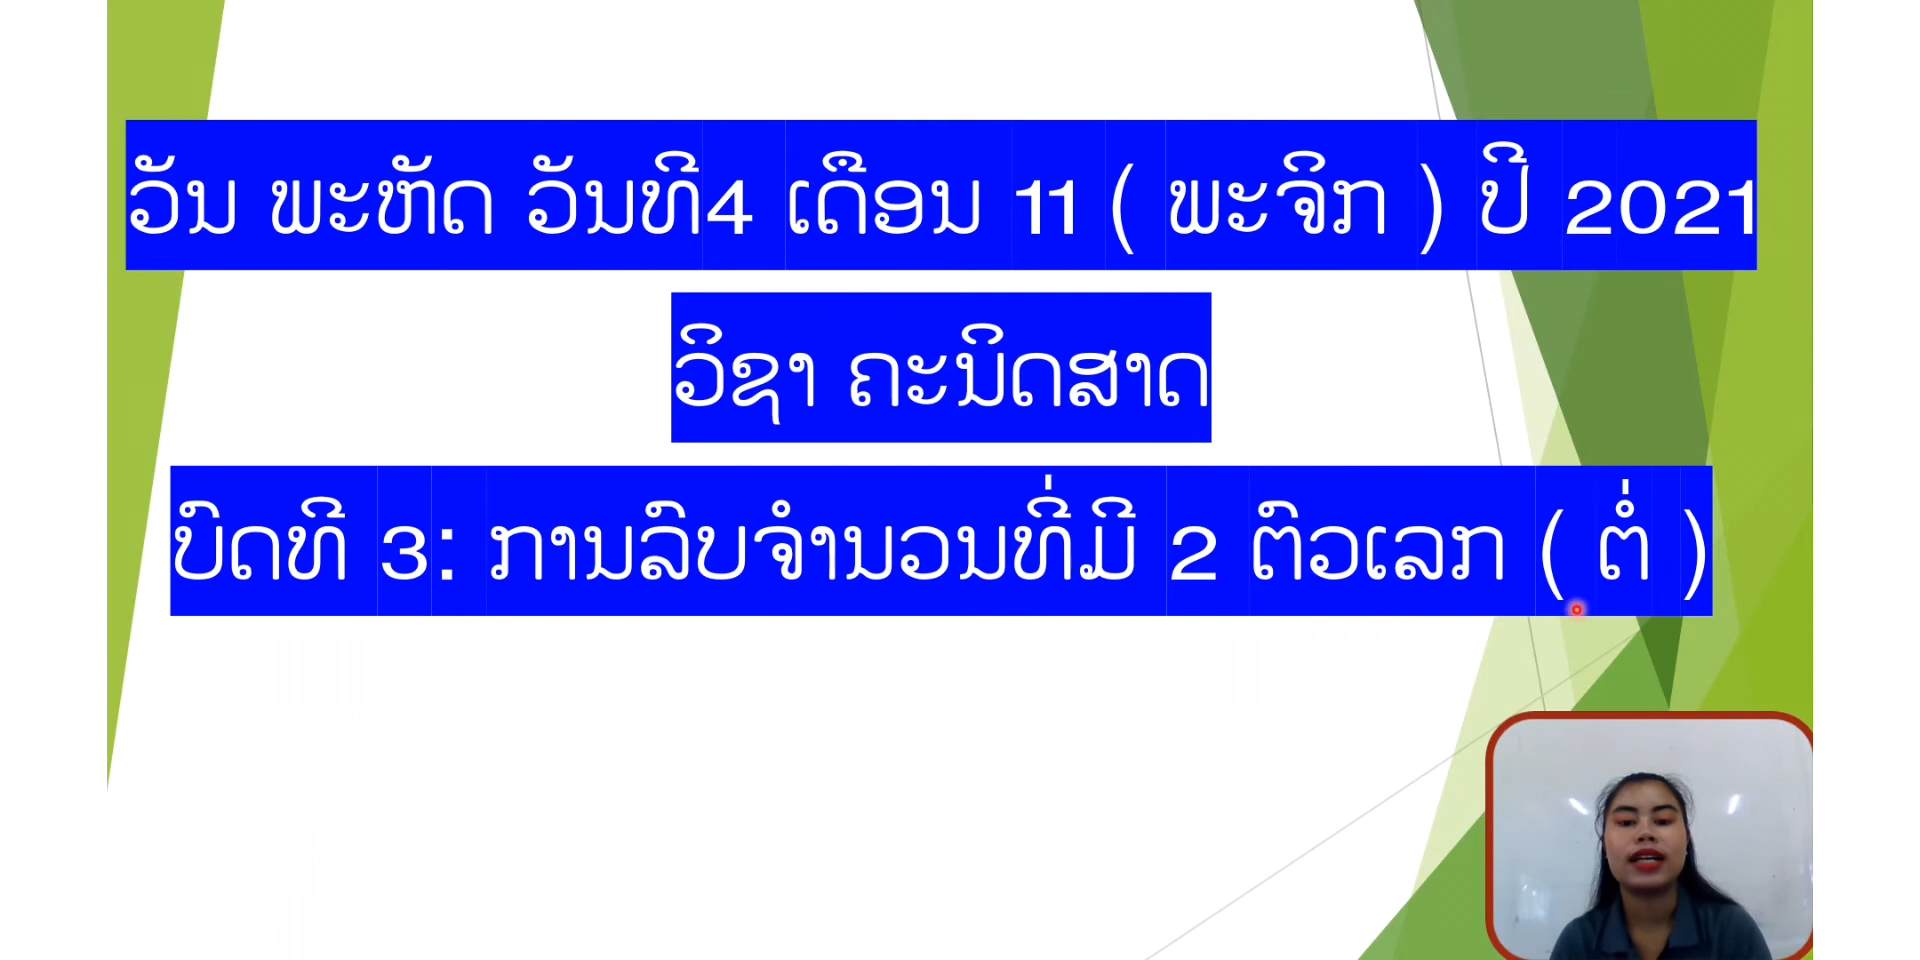 ວັນ ພະຫັດ ວັນທີ4 ເດືອນ 11 ( ພະຈິກ ) ປີ 2021
ວິຊາ ຄະນິດສາດ
ບົດທີ 3: ການລົບຈຳນວນທີ່ມີ 2 ຕົວເລກ ( ຕໍ່ )